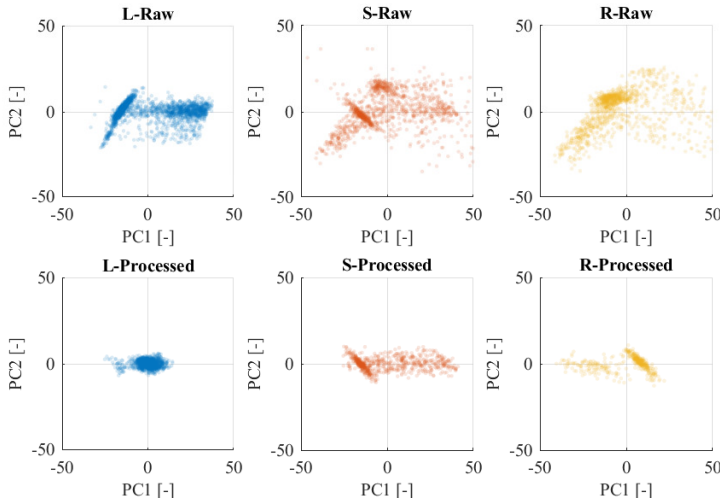 L-Raw S-Raw R-Raw
50 50 50
PC2 [-] 0 PC2 [-] 0 PC2 [-] 0
-50 -50 -50
-50 0 50 -50 0 50 -50 0 50
PC1 [-] PC1 [-] PC1 [-]
L-Processed S-Processed R-Processed
50 50 50
PC2 [-] 0 PC2 [-] 0 PC2 [-] 0
-50 -50 -50
-50 0 50 -50 0 50 -50 0 50
PC1 [-] PC1 [-] PC1 [-]